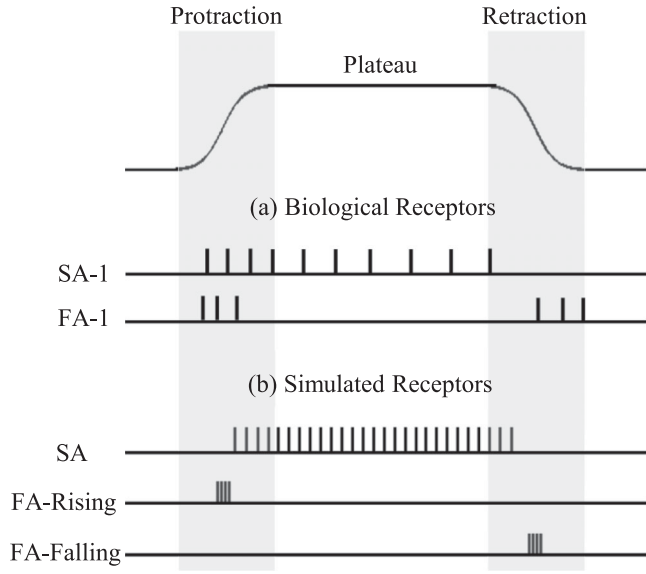 Protraction
Retraction
Plateau
(a) Biological Receptors
SA-1
FA-1
(b) Simulated Receptors
SA
FA-Rising
FA-Falling